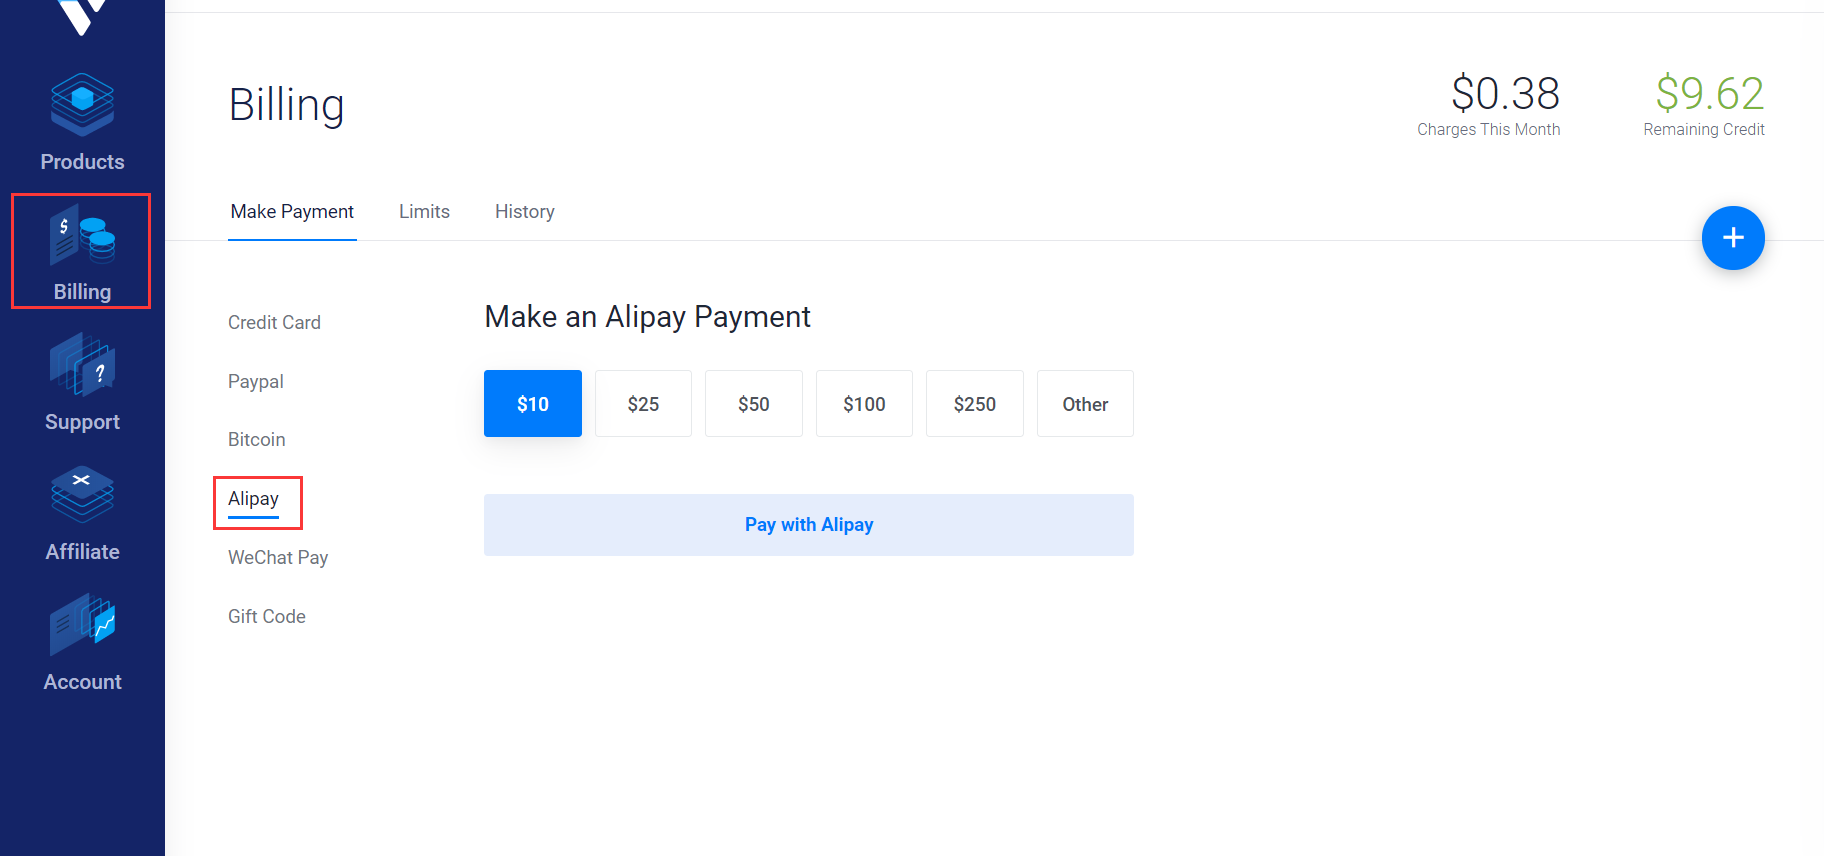 Products
Billing
Support
Affiliate
Account
Billing
$0.38
Charges This Month
$9.62
Remaining Credit
Make Payment
Limits
History
Credit Card
Paypal
Bitcoin
Alipay
WeChat Pay
Gift Code
Make an Alipay Payment
$10
$25
$50
$100
$250
Other
Pay with Alipay